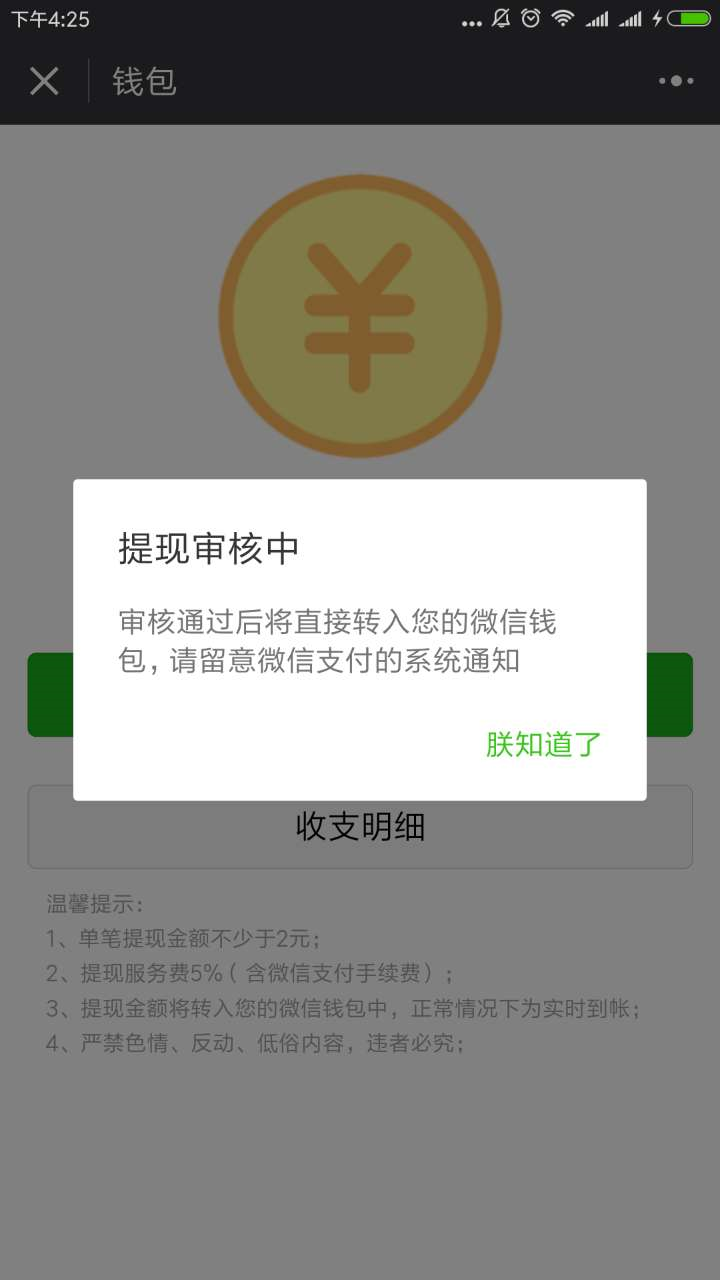 下午4:25
钱包
¥
提现审核中
审核通过后将直接转入您的微信钱
包，请留意微信支付的系统通知
朕知道了
收支明细
温馨提示：
1、单笔提现金额不少于2元；
2、提现服务费5%（含微信支付手续费）；
3、提现金额将转入您的微信钱包中，正常情况下为实时到帐；
4、严禁色情、反动、低俗内容，违者必究；